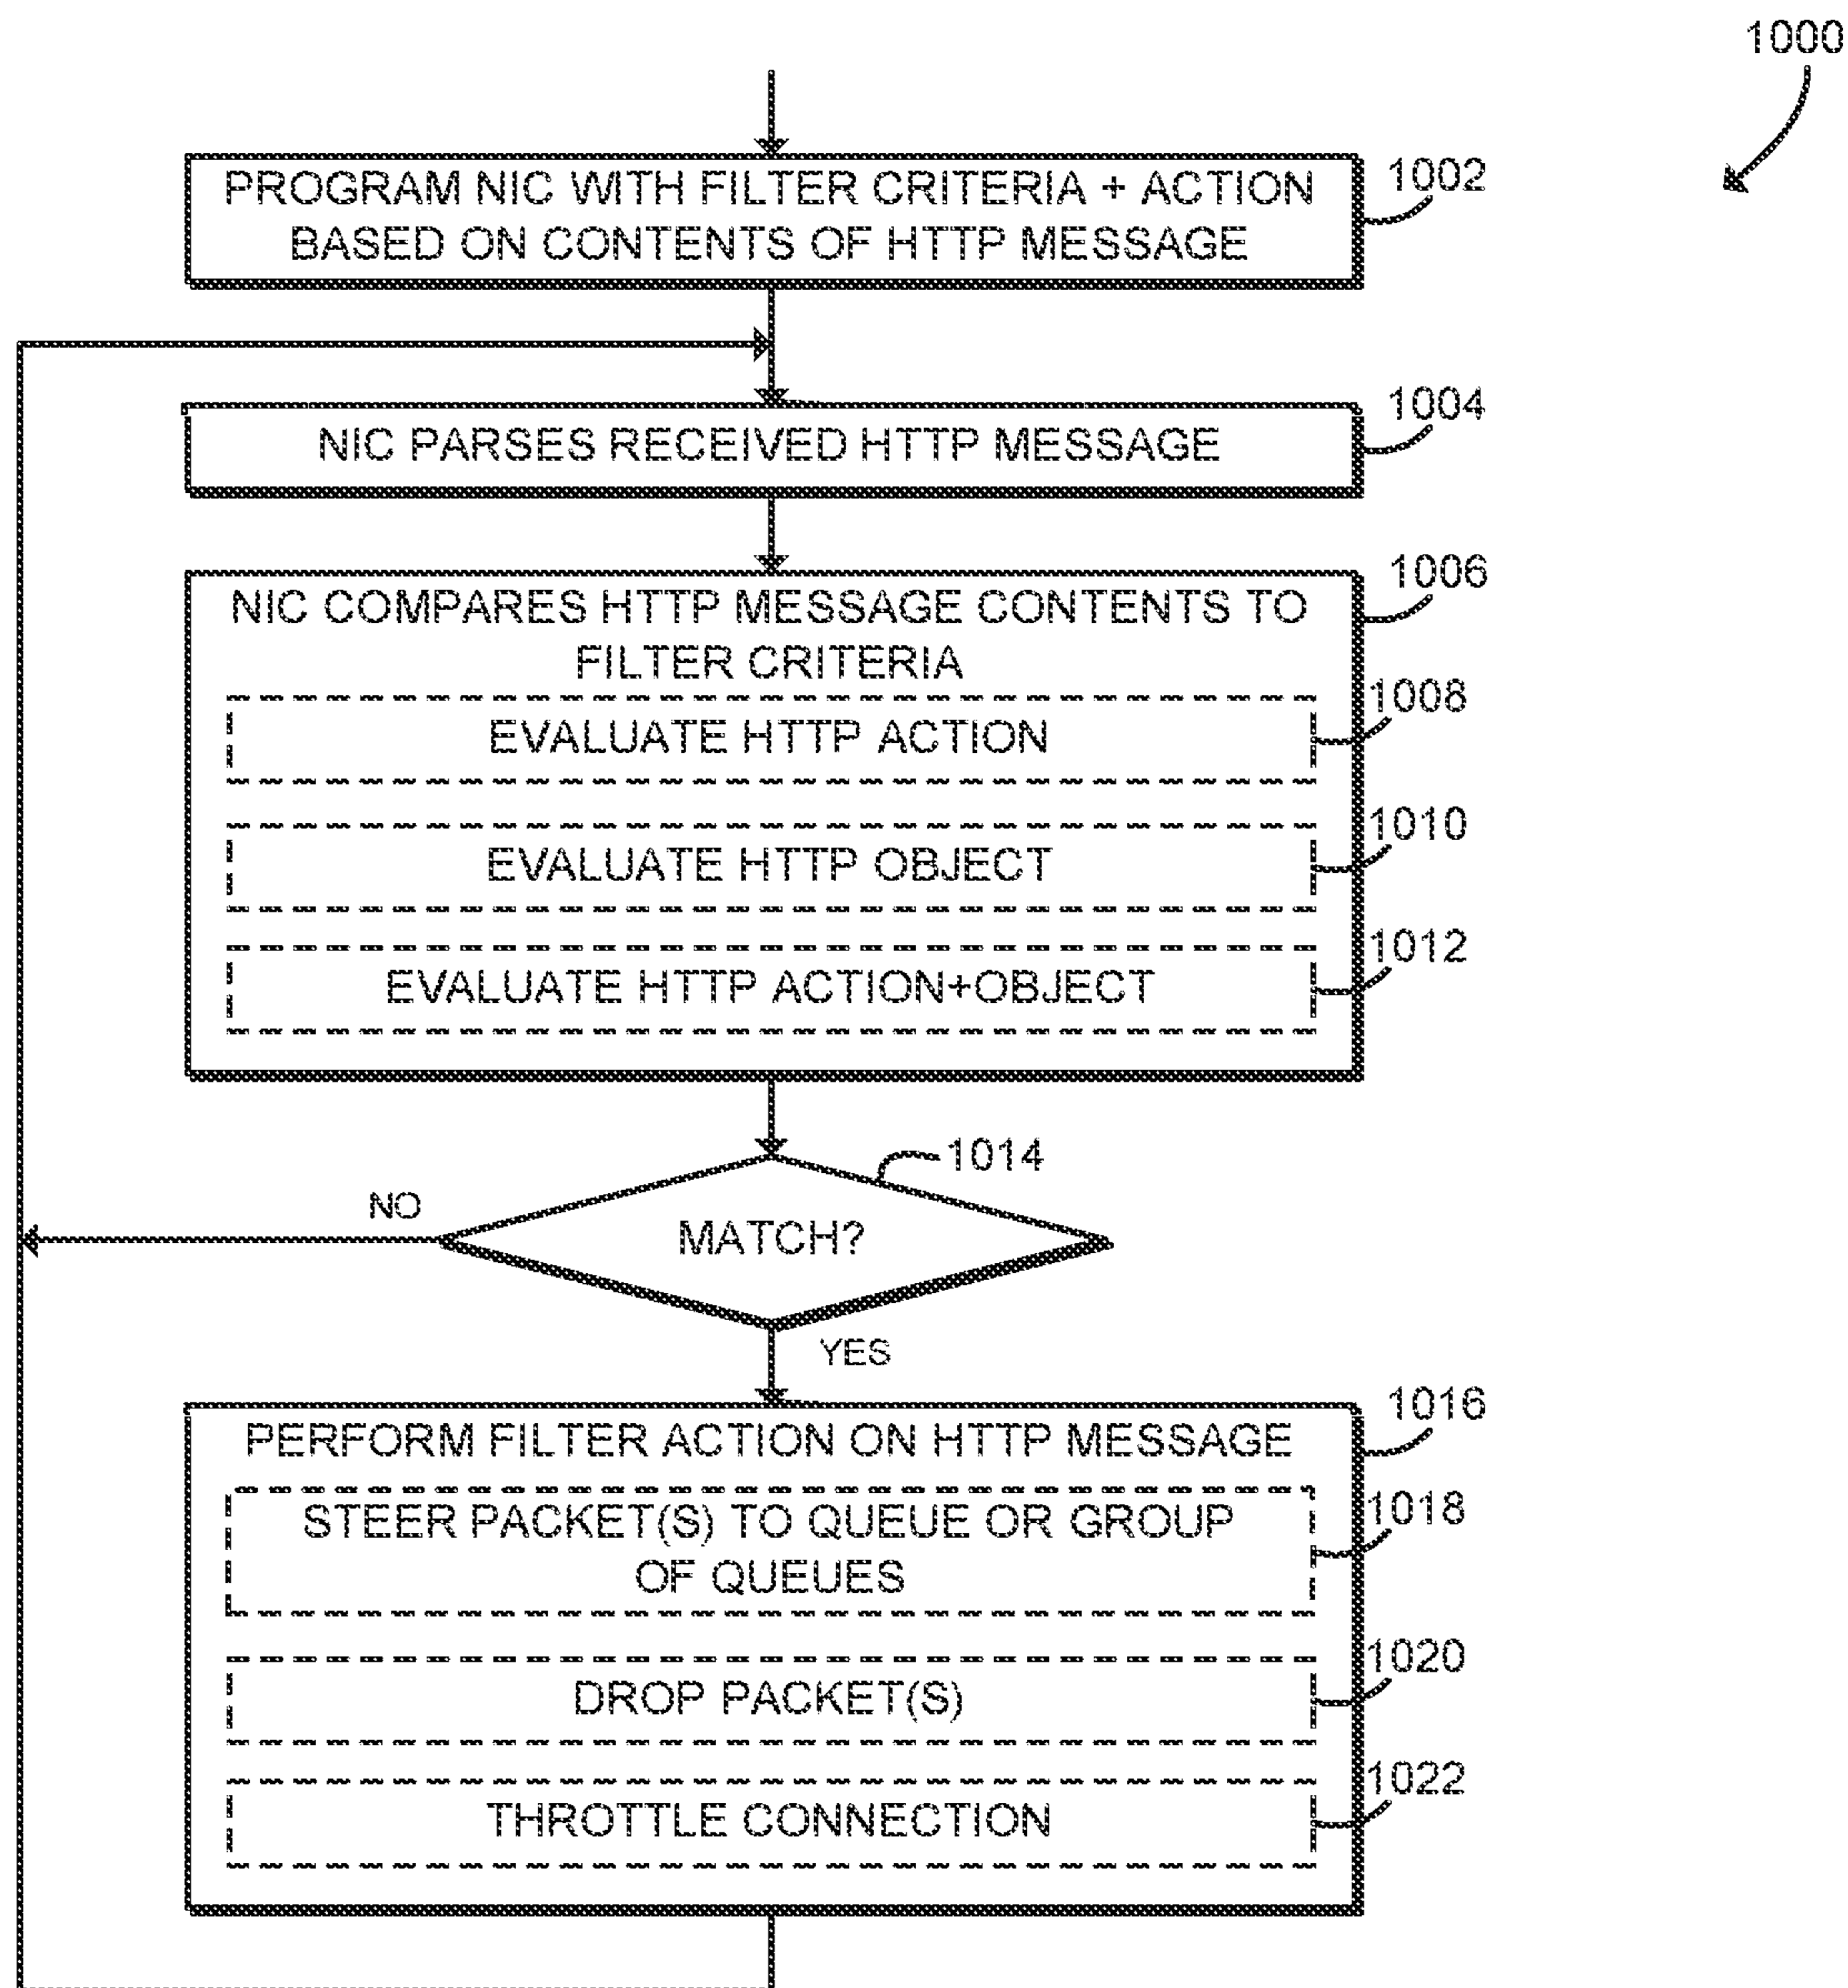 1000
PROGRAM NIC WITH FILTER CRITERIA + ACTION
BASED ON CONTENTS OF HTTP MESSAGE
1002
NIC PARSES RECEIVED HTTP MESSAGE
1004
NIC COMPARES HTTP MESSAGE CONTENTS TO
FILTER CRITERIA
1006
EVALUATE HTTP ACTION
1008
EVALUATE HTTP OBJECT
1010
EVALUATE HTTP ACTION+OBJECT
1012
MATCH?
1014
NO
YES
PERFORM FILTER ACTION ON HTTP MESSAGE
1016
STEER PACKET(S) TO QUEUE OR GROUP
OF QUEUES
1018
DROP PACKET(S)
1020
THROTTLE CONNECTION
1022